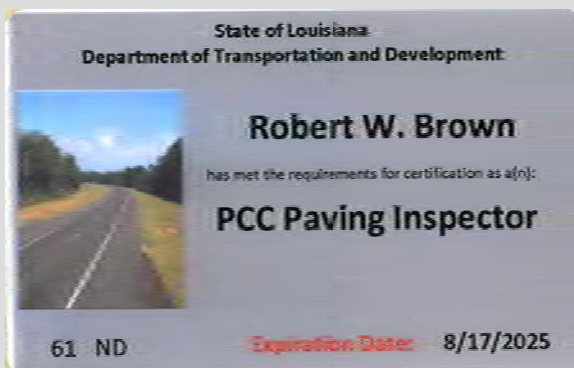 State of Louisiana
Department of Transportation and Development
Robert W. Brown
has met the requirements for certification as a(n):
PCC Paving Inspector
61 ND Expiration Date: 8/17/2025